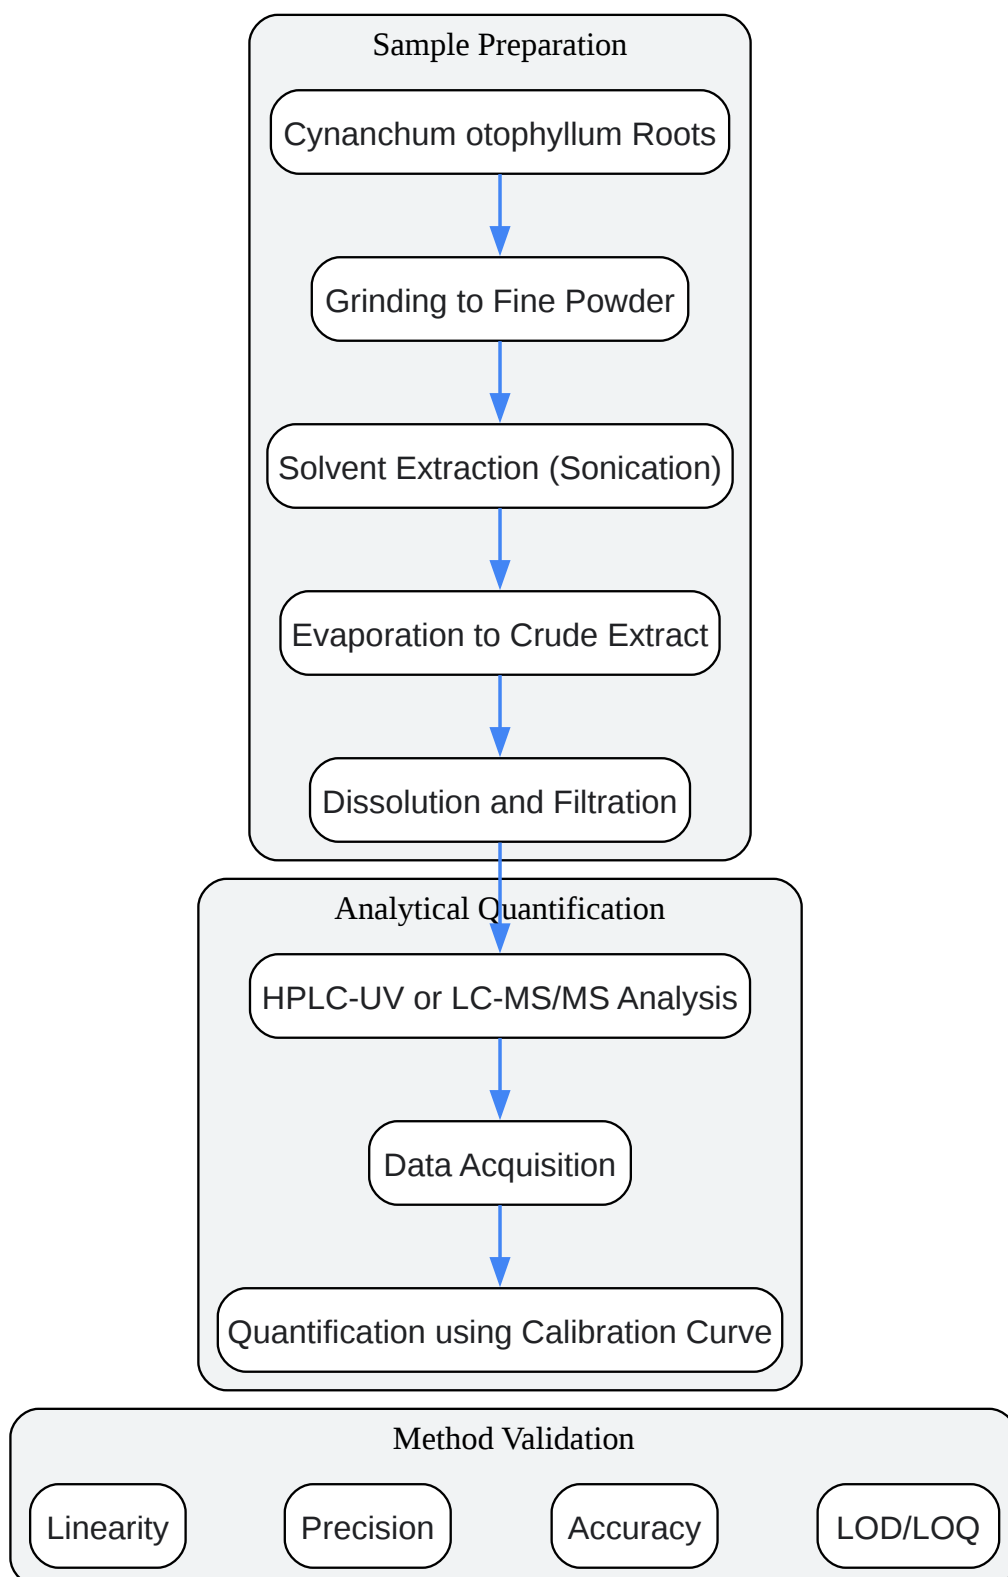 Sample Preparation
Cynanchum otophyllum Roots
Grinding to Fine Powder
Solvent Extraction (Sonication)
Evaporation to Crude Extract
Dissolution and Filtration
Analytical Quantification
HPLC-UV or LC-MS/MS Analysis
Data Acquisition
Quantification using Calibration Curve
Method Validation
Linearity
Precision
Accuracy
LOD/LOQ